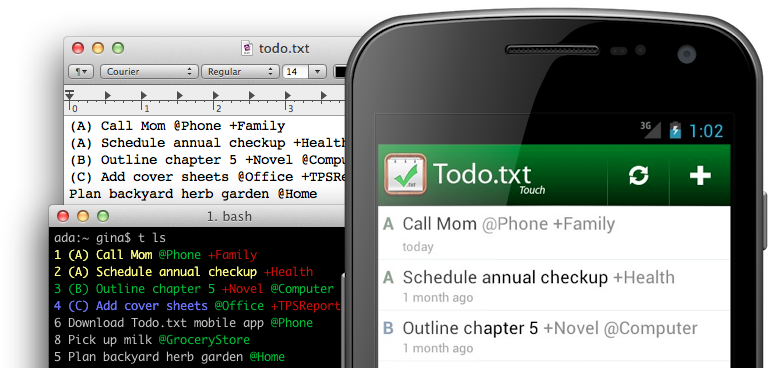 todo.txt
¶ Courier Regular 14
0 1 2 3
(A) Call Mom @Phone +Family
(A) Schedule annual checkup +Healt
(B) Outline chapter 5 +Novel @Compu
(C) Add cover sheets @Office +TPSRe
Plan backyard herb garden @Home
1. bash
ada:~ gina$ t ls
1 (A) Call Mom @Phone +Family
2 (A) Schedule annual checkup +Health
3 (B) Outline chapter 5 +Novel @Computer
4 (C) Add cover sheets @Office +TPSReport
6 Download Todo.txt mobile app @Phone
8 Pick up milk @GroceryStore
5 Plan backyard herb garden @Home
3G 1:02
.txt
Todo.txt
Touch
A Call Mom @Phone +Family
today
A Schedule annual checkup +Health
1 month ago
B Outline chapter 5 +Novel @Computer
1 month ago